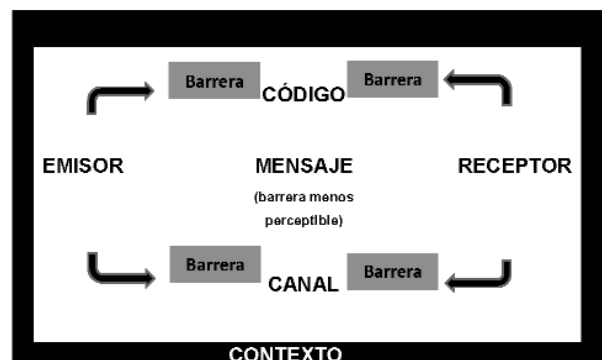 Barrera
Barrera
CÓDIGO
EMISOR
MENSAJE
RECEPTOR
(barrera menos
perceptible)
Barrera
Barrera
CANAL
CONTEXTO